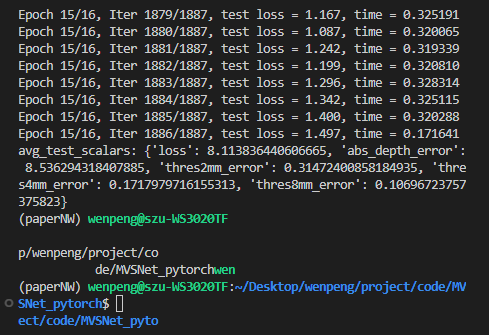 Epoch 15/16, Iter 1879/1887, test loss = 1.167, time = 0.325191
Epoch 15/16, Iter 1880/1887, test loss = 1.087, time = 0.320065
Epoch 15/16, Iter 1881/1887, test loss = 1.242, time = 0.319339
Epoch 15/16, Iter 1882/1887, test loss = 1.199, time = 0.320810
Epoch 15/16, Iter 1883/1887, test loss = 1.296, time = 0.328314
Epoch 15/16, Iter 1884/1887, test loss = 1.342, time = 0.325115
Epoch 15/16, Iter 1885/1887, test loss = 1.400, time = 0.320288
Epoch 15/16, Iter 1886/1887, test loss = 1.497, time = 0.171641
avg_test_scalars: {'loss': 8.113836440606665, 'abs_depth_error':
8.536294318407885, 'thres2mm_error': 0.31472400858184935, 'thre
s4mm_error': 0.1717979716155313, 'thres8mm_error': 0.10696723757
375823}
(paperNW) wenpeng@szu-WS3020TF
p/wenpeng/project/co
de/MVSNet_pytorchwen
(paperNW) wenpeng@szu-WS3020TF:~/Desktop/wenpeng/project/code/MV
SNet_pytorch$
ect/code/MVSNet_pyto